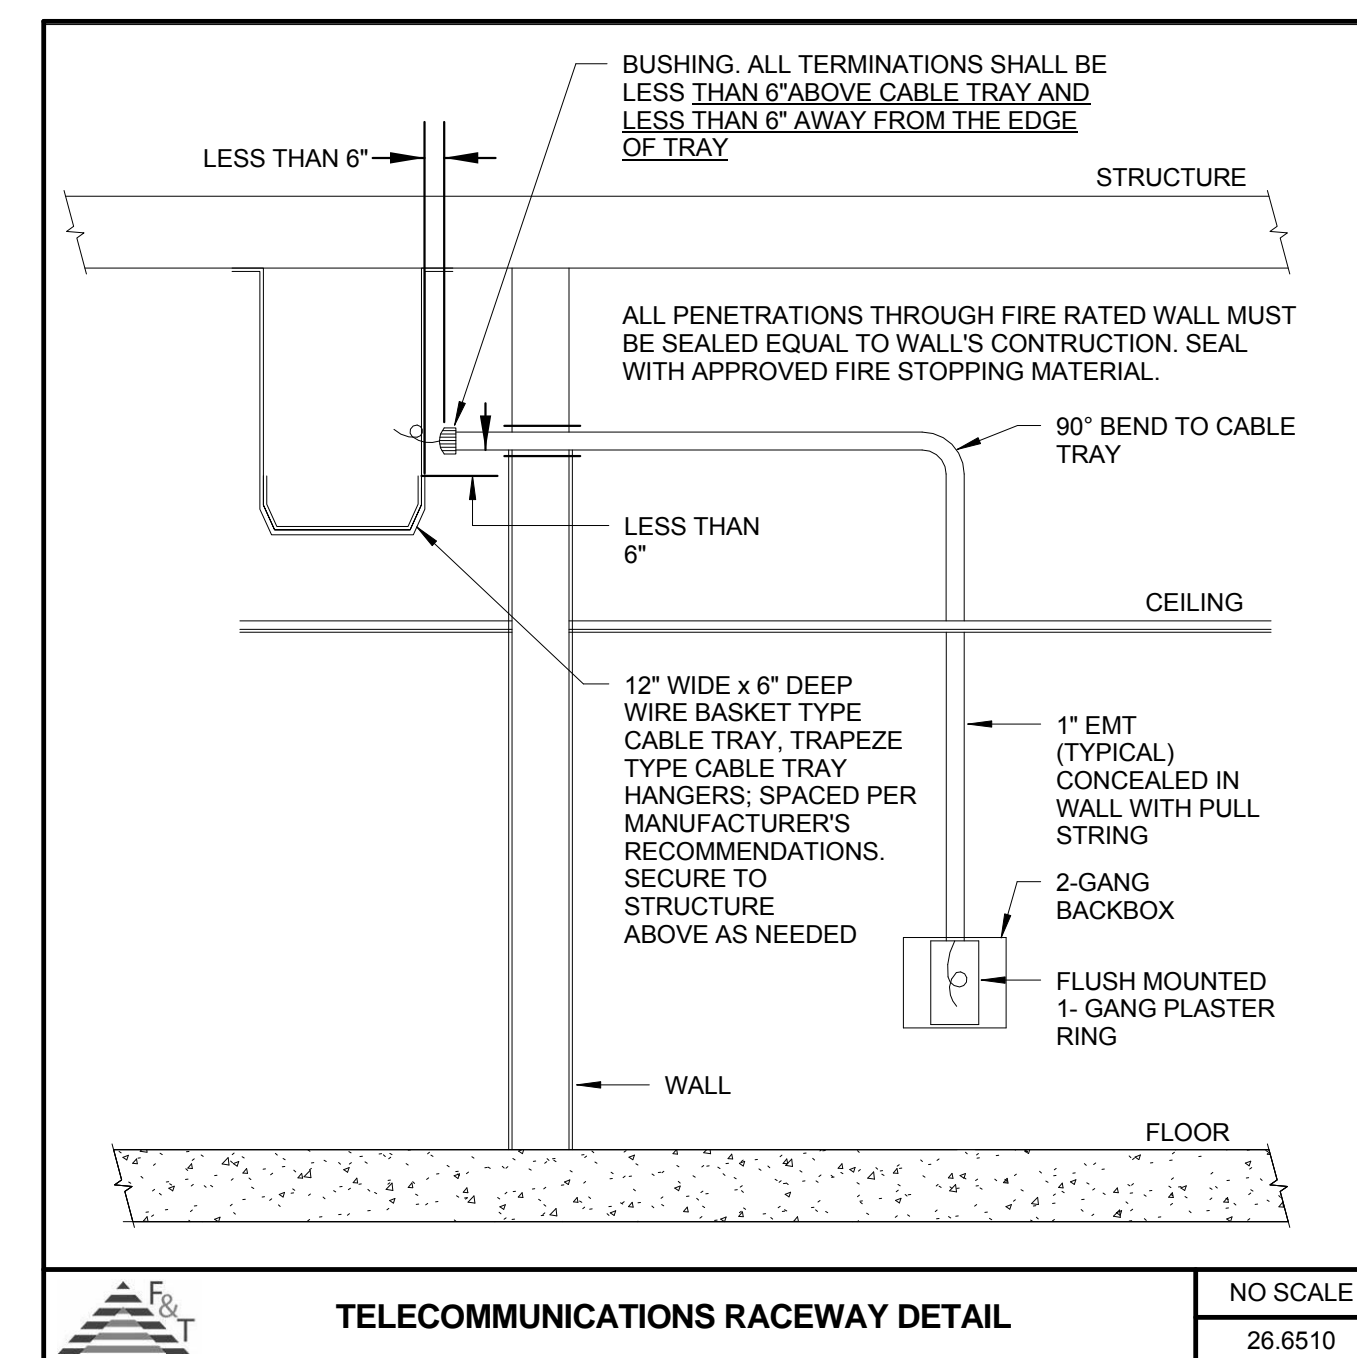 BUSHING. ALL TERMINATIONS SHALL BE
LESS THAN 6"ABOVE CABLE TRAY AND
LESS THAN 6" AWAY FROM THE EDGE
OF TRAY
LESS THAN 6"
STRUCTURE
ALL PENETRATIONS THROUGH FIRE RATED WALL MUST
BE SEALED EQUAL TO WALL'S CONTRUCTION. SEAL
WITH APPROVED FIRE STOPPING MATERIAL.
90° BEND TO CABLE
TRAY
LESS THAN
6"
CEILING
12" WIDE x 6" DEEP
WIRE BASKET TYPE
CABLE TRAY, TRAPEZE
TYPE CABLE TRAY
HANGERS; SPACED PER
MANUFACTURER'S
RECOMMENDATIONS.
SECURE TO
STRUCTURE
ABOVE AS NEEDED
1" EMT
(TYPICAL)
CONCEALED IN
WALL WITH PULL
STRING
2-GANG
BACKBOX
FLUSH MOUNTED
1- GANG PLASTER
RING
WALL
FLOOR
F&T
TELECOMMUNICATIONS RACEWAY DETAIL
NO SCALE
26.6510